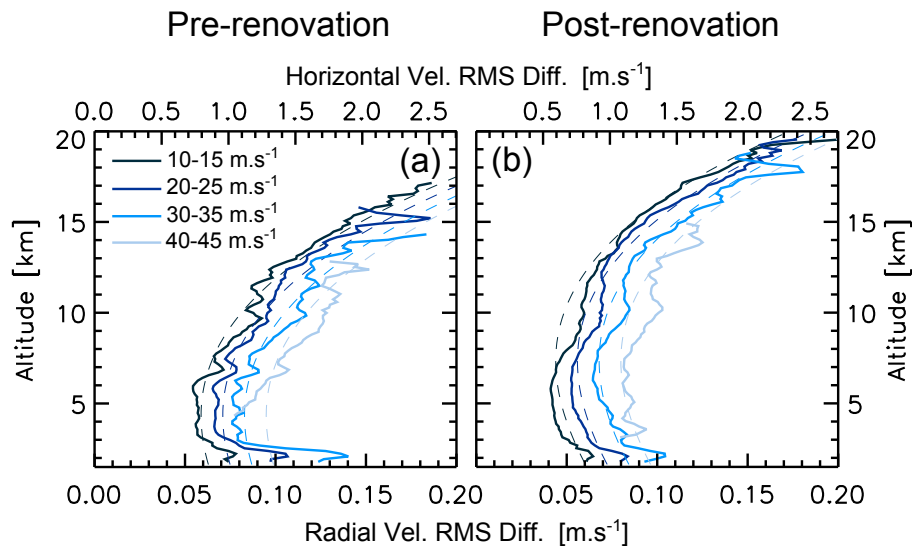 Pre-renovation Post-renovation
Horizontal Vel. RMS Diff. [m.s⁻¹]
0.0 0.5 1.0 1.5 2.0 2.5 0.5 1.0 1.5 2.0 2.5
20 (a) (b) 20
10-15 m.s⁻¹
20-25 m.s⁻¹
30-35 m.s⁻¹
40-45 m.s⁻¹
15 15
Altitude [km] Altitude [km]
10 10
5 5
0.00 0.05 0.10 0.15 0.20 0.05 0.10 0.15 0.20
Radial Vel. RMS Diff. [m.s⁻¹]